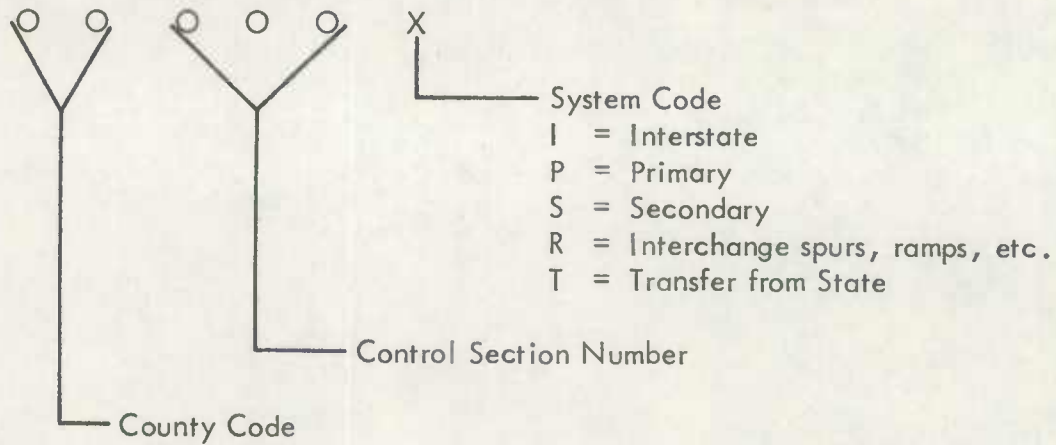 O O O O O X
System Code
I = Interstate
P = Primary
S = Secondary
R = Interchange spurs, ramps, etc.
T = Transfer from State
Control Section Number
County Code